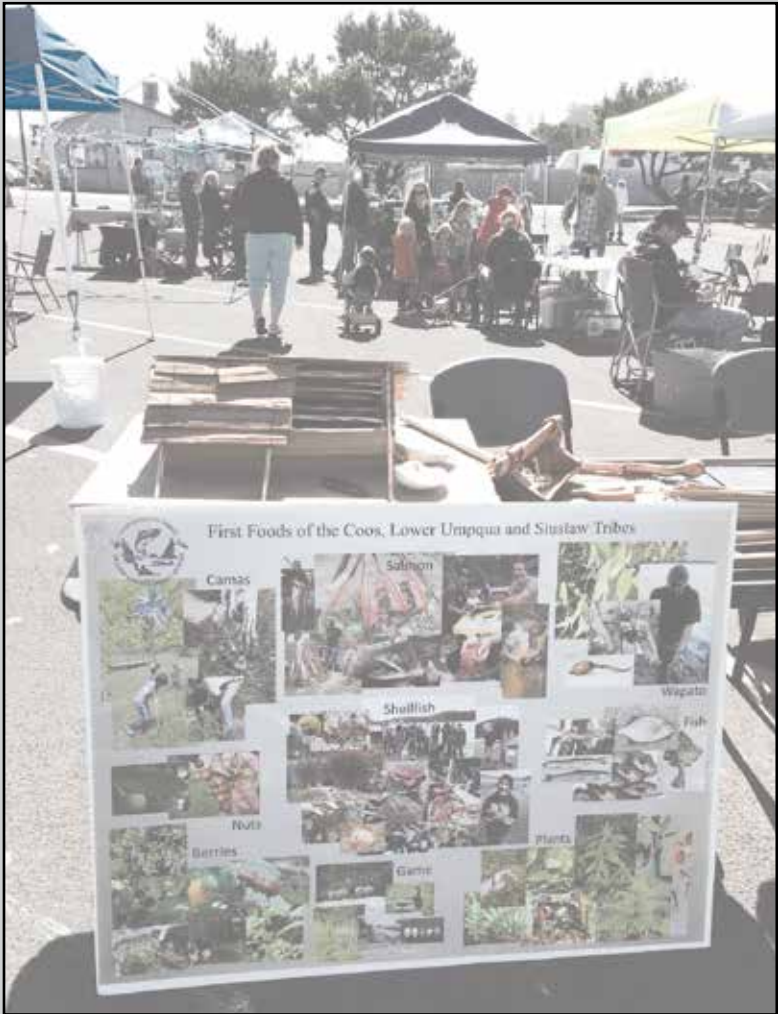 First Foods of the Coos, Lower Umpqua and Siuslaw Tribes
Camas
Salmon
Wapato
Shellfish
Fish
Nuts
Berries
Game
Plants